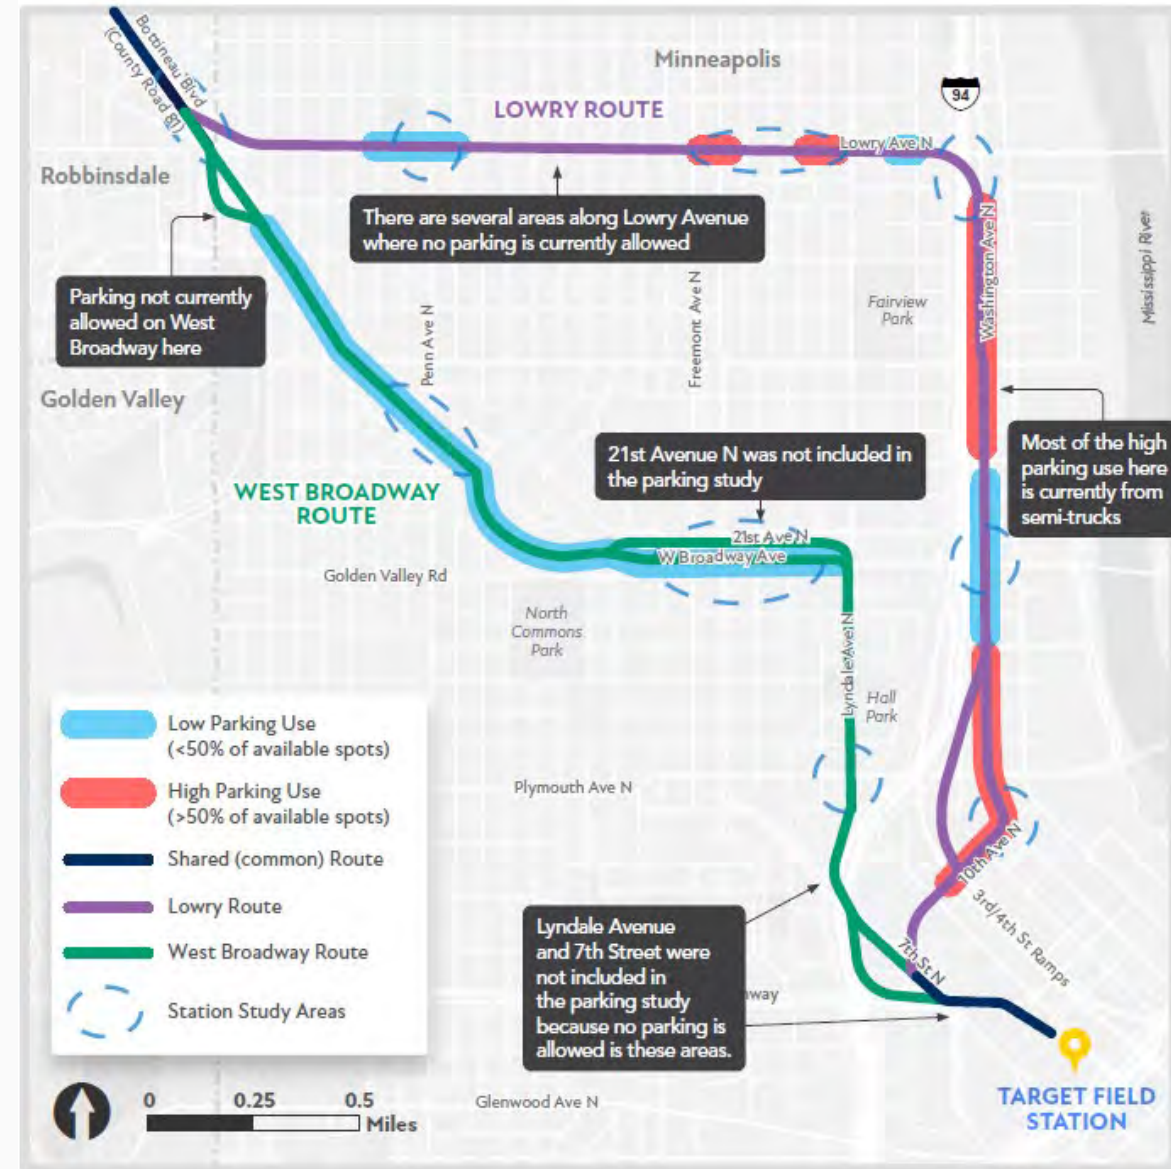 Bottineau Blvd
(County Road 81)
Minneapolis
94
LOWRY ROUTE
Lowry Ave N
Robbinsdale
There are several areas along Lowry Avenue
where no parking is currently allowed
Washington Ave N
Mississippi River
Parking not currently
allowed on West
Broadway here
Penn Ave N
Freemont Ave N
Fairview
Park
Golden Valley
21st Avenue N was not included in
the parking study
Most of the high
parking use here
is currently from
semi-trucks
WEST BROADWAY
ROUTE
21st Ave N
W Broadway Ave
Golden Valley Rd
North
Commons
Park
Lyndale Ave N
Hall
Park
Low Parking Use
(<50% of available spots)
High Parking Use
(>50% of available spots)
Shared (common) Route
Lowry Route
West Broadway Route
Station Study Areas
Plymouth Ave N
10th Ave N
3rd/4th St Ramps
7th St N
Lyndale Avenue
and 7th Street were
not included in
the parking study
because no parking is
allowed is these areas.
way
TARGET FIELD
STATION
0 0.25 0.5
Miles
Glenwood Ave N